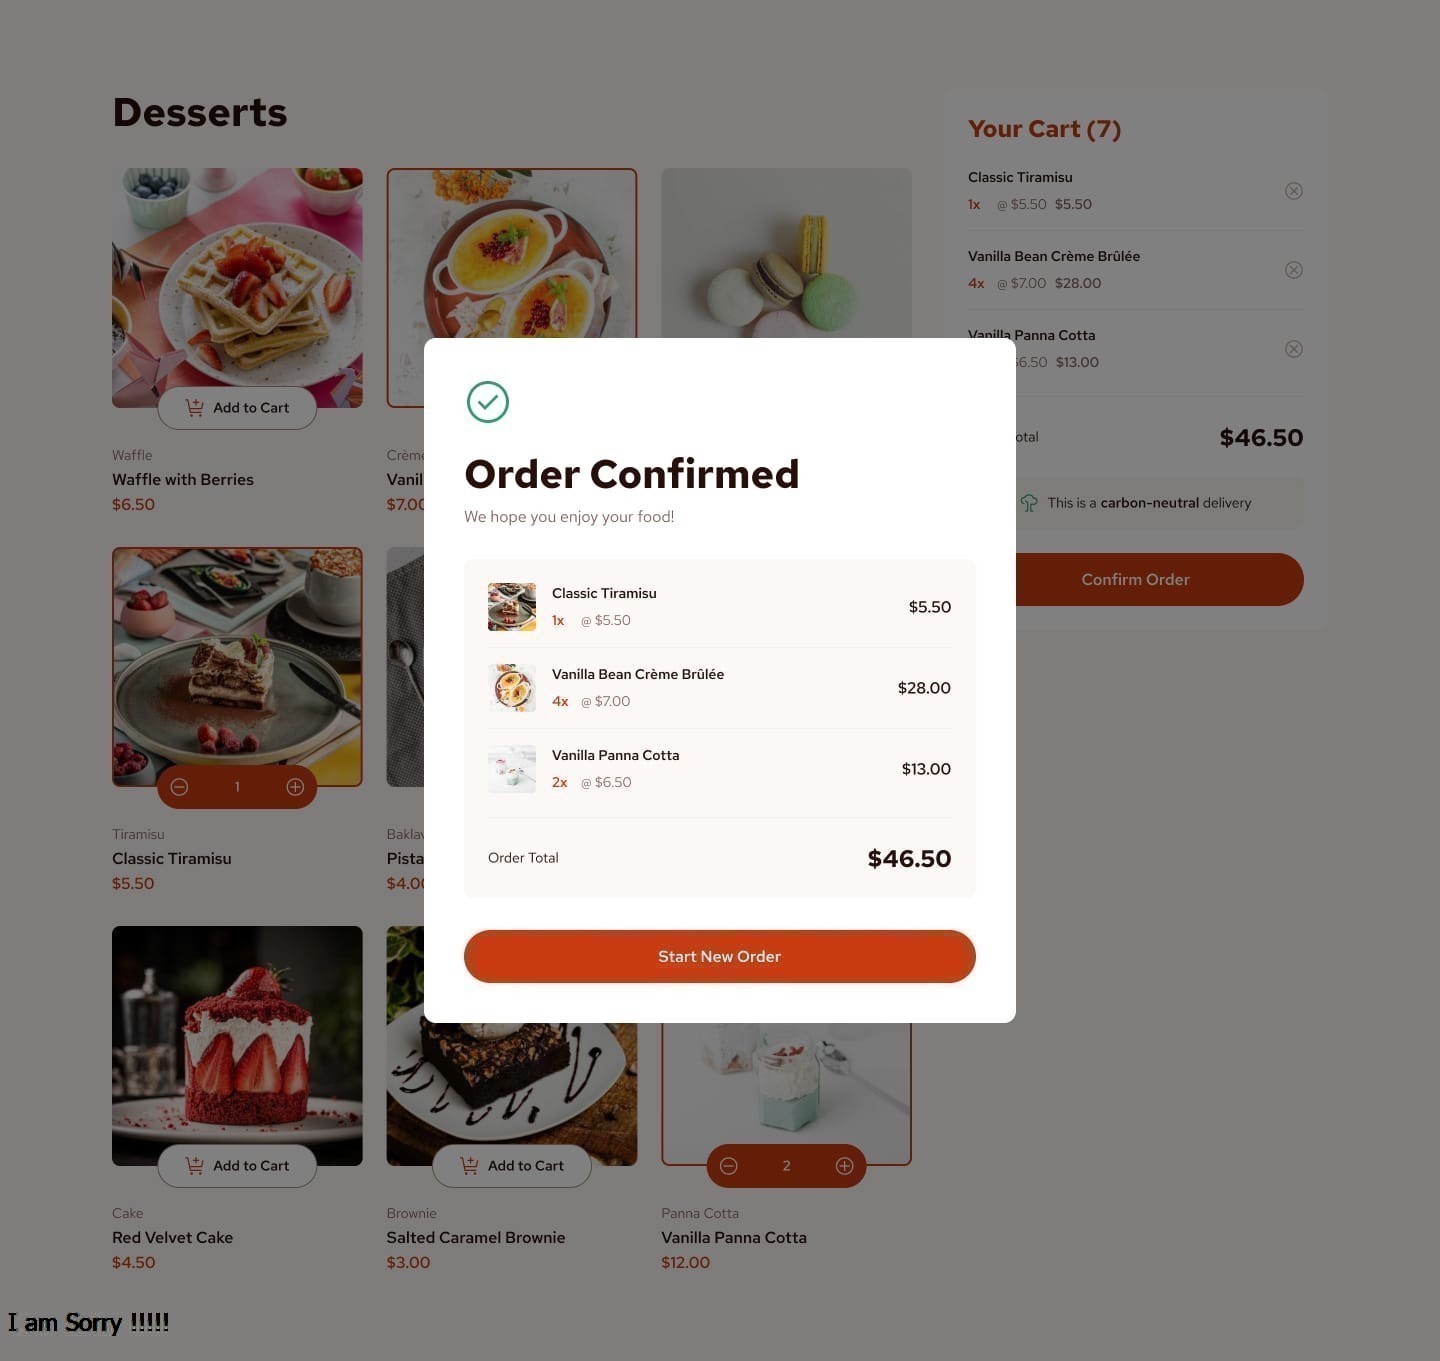 Desserts
Add to Cart
Waffle
Waffle with Berries
$6.50
Crème
Vanil
$7.00
1
Tiramisu
Classic Tiramisu
$5.50
Baklav
Pista
$4.00
Add to Cart
Cake
Red Velvet Cake
$4.50
Add to Cart
Brownie
Salted Caramel Brownie
$3.00
2
Panna Cotta
Vanilla Panna Cotta
$12.00
Your Cart (7)
Classic Tiramisu
1x @ $5.50 $5.50
Vanilla Bean Crème Brûlée
4x @ $7.00 $28.00
Vanilla Panna Cotta
$6.50 $13.00
otal $46.50
This is a carbon-neutral delivery
Confirm Order
Order Confirmed
We hope you enjoy your food!
Classic Tiramisu
1x @ $5.50 $5.50
Vanilla Bean Crème Brûlée
4x @ $7.00 $28.00
Vanilla Panna Cotta
2x @ $6.50 $13.00
Order Total $46.50
Start New Order
I am Sorry !!!!!